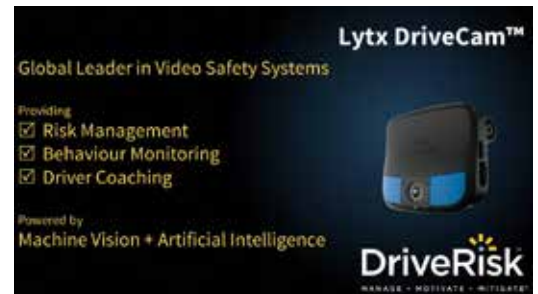 Lytx DriveCam™
Global Leader in Video Safety Systems
Providing
☑ Risk Management
☑ Behaviour Monitoring
☑ Driver Coaching
Powered by
Machine Vision + Artificial Intelligence
DriveRisk
MANAGE • MOTIVATE • MITIGATE